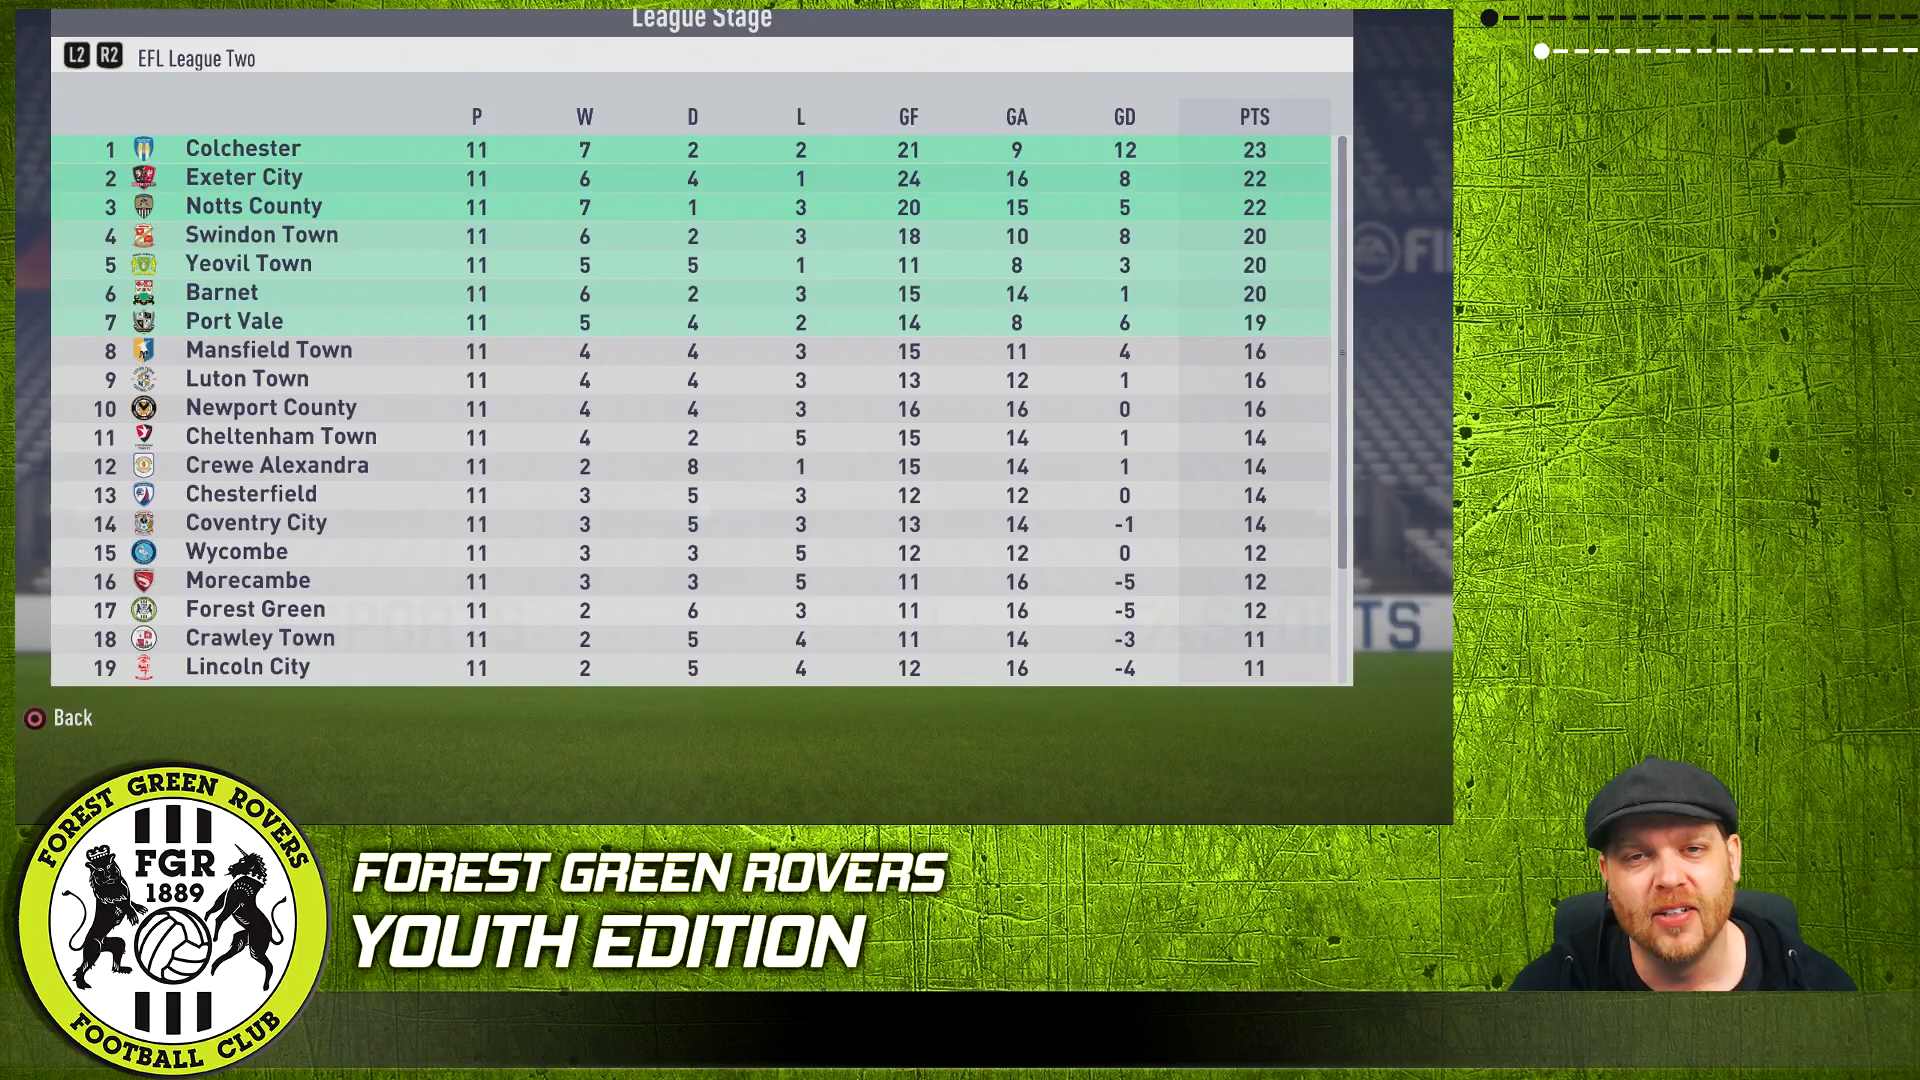 League Stage
L2 R2 EFL League Two
P W D L GF GA GD PTS
1 Colchester 11 7 2 2 21 9 12 23
2 Exeter City 11 6 4 1 24 16 8 22
3 Notts County 11 7 1 3 20 15 5 22
4 Swindon Town 11 6 2 3 18 10 8 20
5 Yeovil Town 11 5 5 1 11 8 3 20
6 Barnet 11 6 2 3 15 14 1 20
7 Port Vale 11 5 4 2 14 8 6 19
8 Mansfield Town 11 4 4 3 15 11 4 16
9 Luton Town 11 4 4 3 13 12 1 16
10 Newport County 11 4 4 3 16 16 0 16
11 Cheltenham Town 11 4 2 5 15 14 1 14
12 Crewe Alexandra 11 2 8 1 15 14 1 14
13 Chesterfield 11 3 5 3 12 12 0 14
14 Coventry City 11 3 5 3 13 14 -1 14
15 Wycombe 11 3 3 5 12 12 0 12
16 Morecambe 11 3 3 5 11 16 -5 12
17 Forest Green 11 2 6 3 11 16 -5 12
18 Crawley Town 11 2 5 4 11 14 -3 11
19 Lincoln City 11 2 5 4 12 16 -4 11
Back
FOREST GREEN ROVERS
FGR
1889
FOOTBALL CLUB
FOREST GREEN ROVERS
YOUTH EDITION